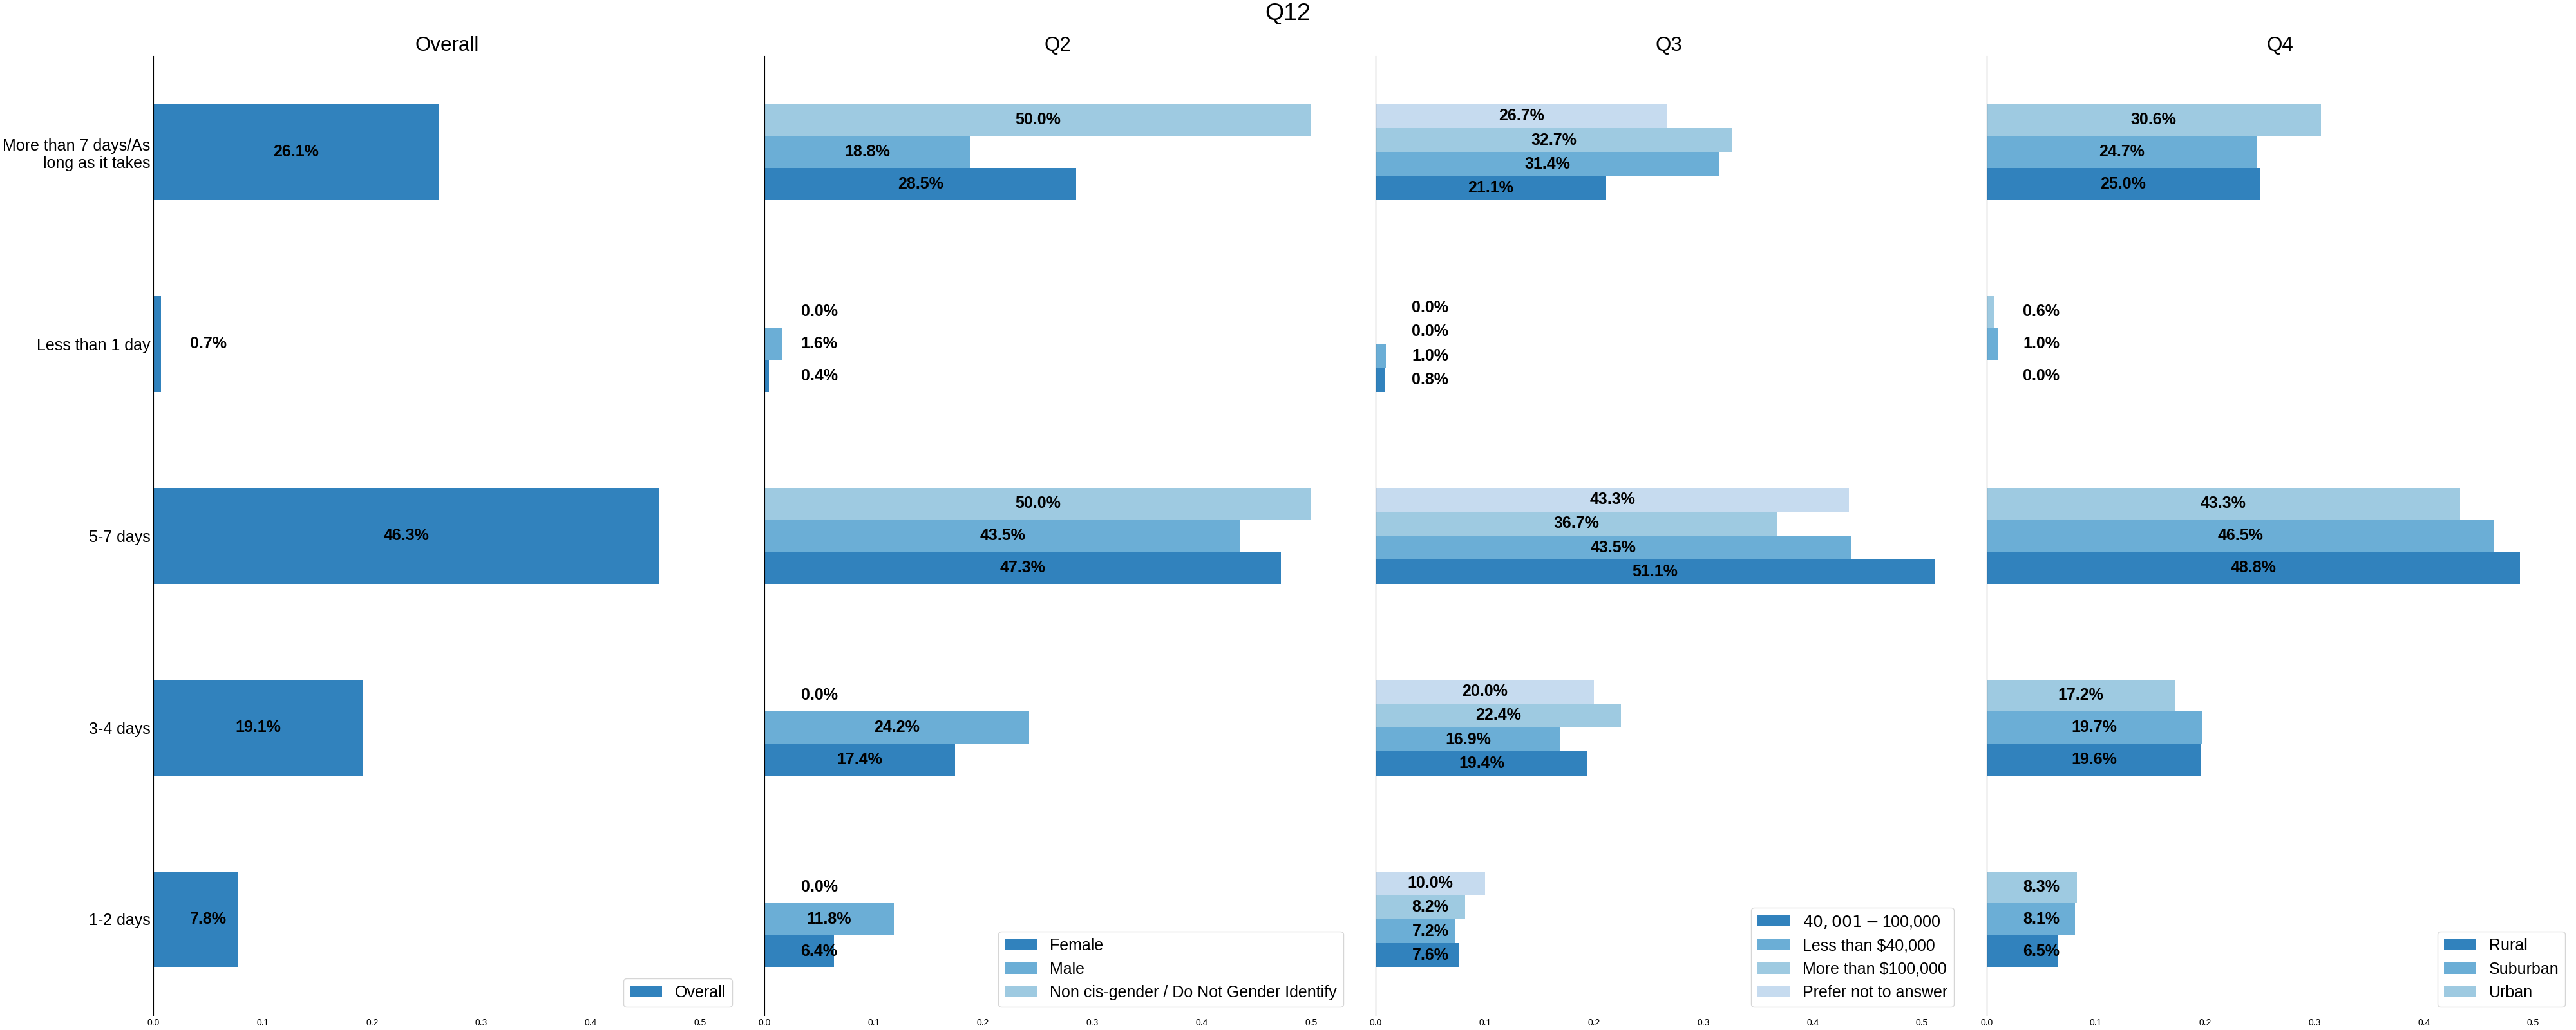 Q12
Overall
More than 7 days/As
long as it takes
Less than 1 day
5-7 days
3-4 days
1-2 days
26.1%
0.7%
46.3%
19.1%
7.8%
Overall
0.0 0.1 0.2 0.3 0.4 0.5
Q2
50.0%
18.8%
28.5%
0.0%
1.6%
0.4%
50.0%
43.5%
47.3%
0.0%
24.2%
17.4%
0.0%
11.8%
6.4%
Female
Male
Non cis-gender / Do Not Gender Identify
0.0 0.1 0.2 0.3 0.4 0.5
Q3
26.7%
32.7%
31.4%
21.1%
0.0%
0.0%
1.0%
0.8%
43.3%
36.7%
43.5%
51.1%
20.0%
22.4%
16.9%
19.4%
10.0%
8.2%
7.2%
7.6%
40,001 − 100,000
Less than $40,000
More than $100,000
Prefer not to answer
0.0 0.1 0.2 0.3 0.4 0.5
Q4
30.6%
24.7%
25.0%
0.6%
1.0%
0.0%
43.3%
46.5%
48.8%
17.2%
19.7%
19.6%
8.3%
8.1%
6.5%
Rural
Suburban
Urban
0.0 0.1 0.2 0.3 0.4 0.5